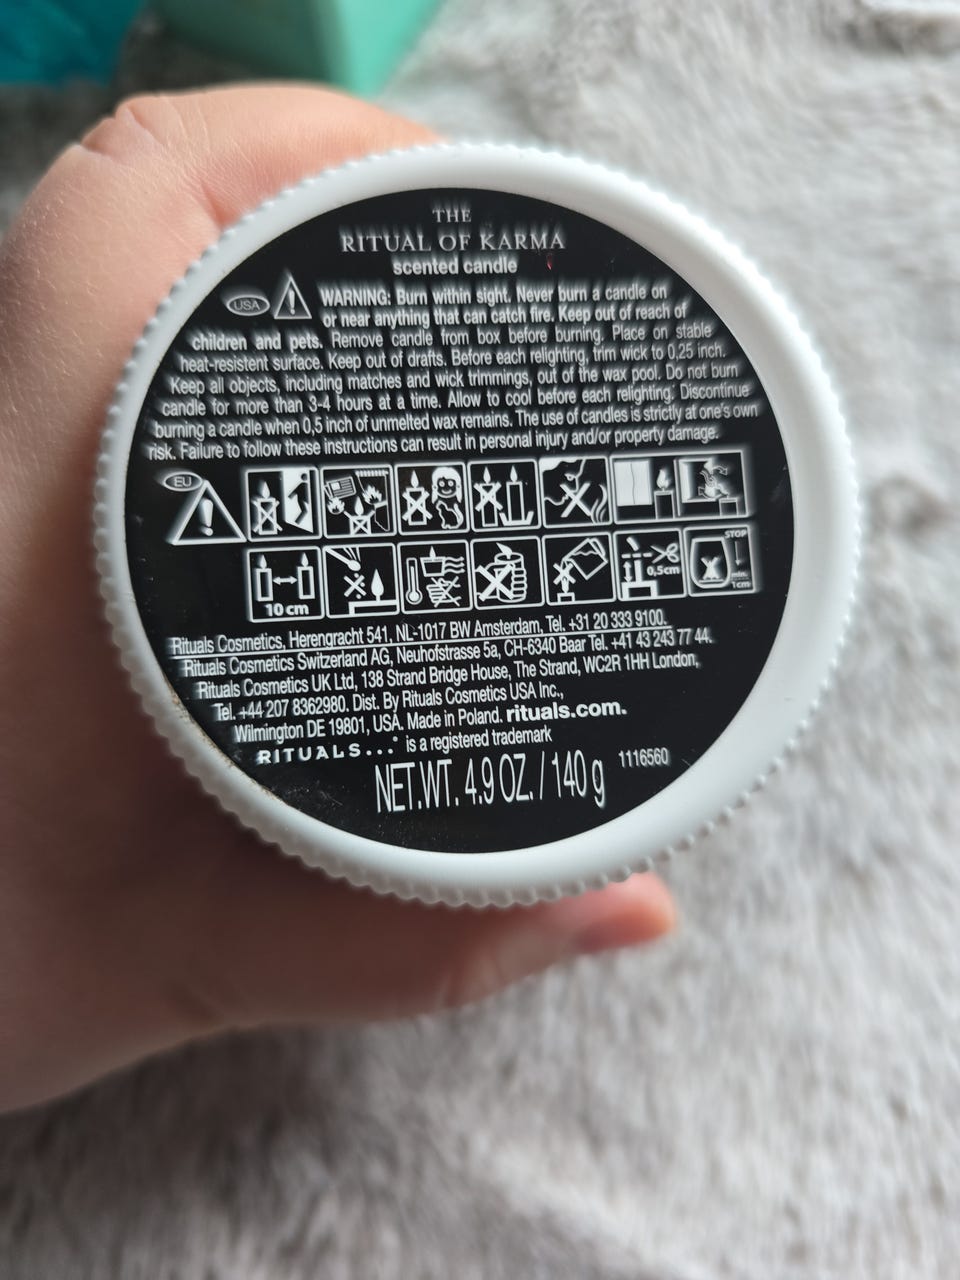 THE
RITUAL OF KARMA
scented candle
USA
WARNING: Burn within sight. Never burn a candle on
or near anything that can catch fire. Keep out of reach of
children and pets. Remove candle from box before burning. Place on stable
heat-resistant surface. Keep out of drafts. Before each relighting, trim wick to 0,25 inch.
Keep all objects, including matches and wick trimmings, out of the wax pool. Do not burn
candle for more than 3-4 hours at a time. Allow to cool before each relighting. Discontinue
burning a candle when 0,5 inch of unmelted wax remains. The use of candles is strictly at one's own
risk. Failure to follow these instructions can result in personal injury and/or property damage.
EU
10 cm
0,5cm
STOP
min.
1cm
Rituals Cosmetics, Herengracht 541, NL-1017 BW Amsterdam, Tel. +31 20 333 9100.
Rituals Cosmetics Switzerland AG, Neuhofstrasse 5a, CH-6340 Baar Tel. +41 43 243 77 44.
Rituals Cosmetics UK Ltd, 138 Strand Bridge House, The Strand, WC2R 1HH London,
Tel. +44 207 8362980. Dist. By Rituals Cosmetics USA Inc.,
Wilmington DE 19801, USA. Made in Poland. rituals.com.
RITUALS...® is a registered trademark
NET.WT. 4.9 OZ. / 140 g
1116560